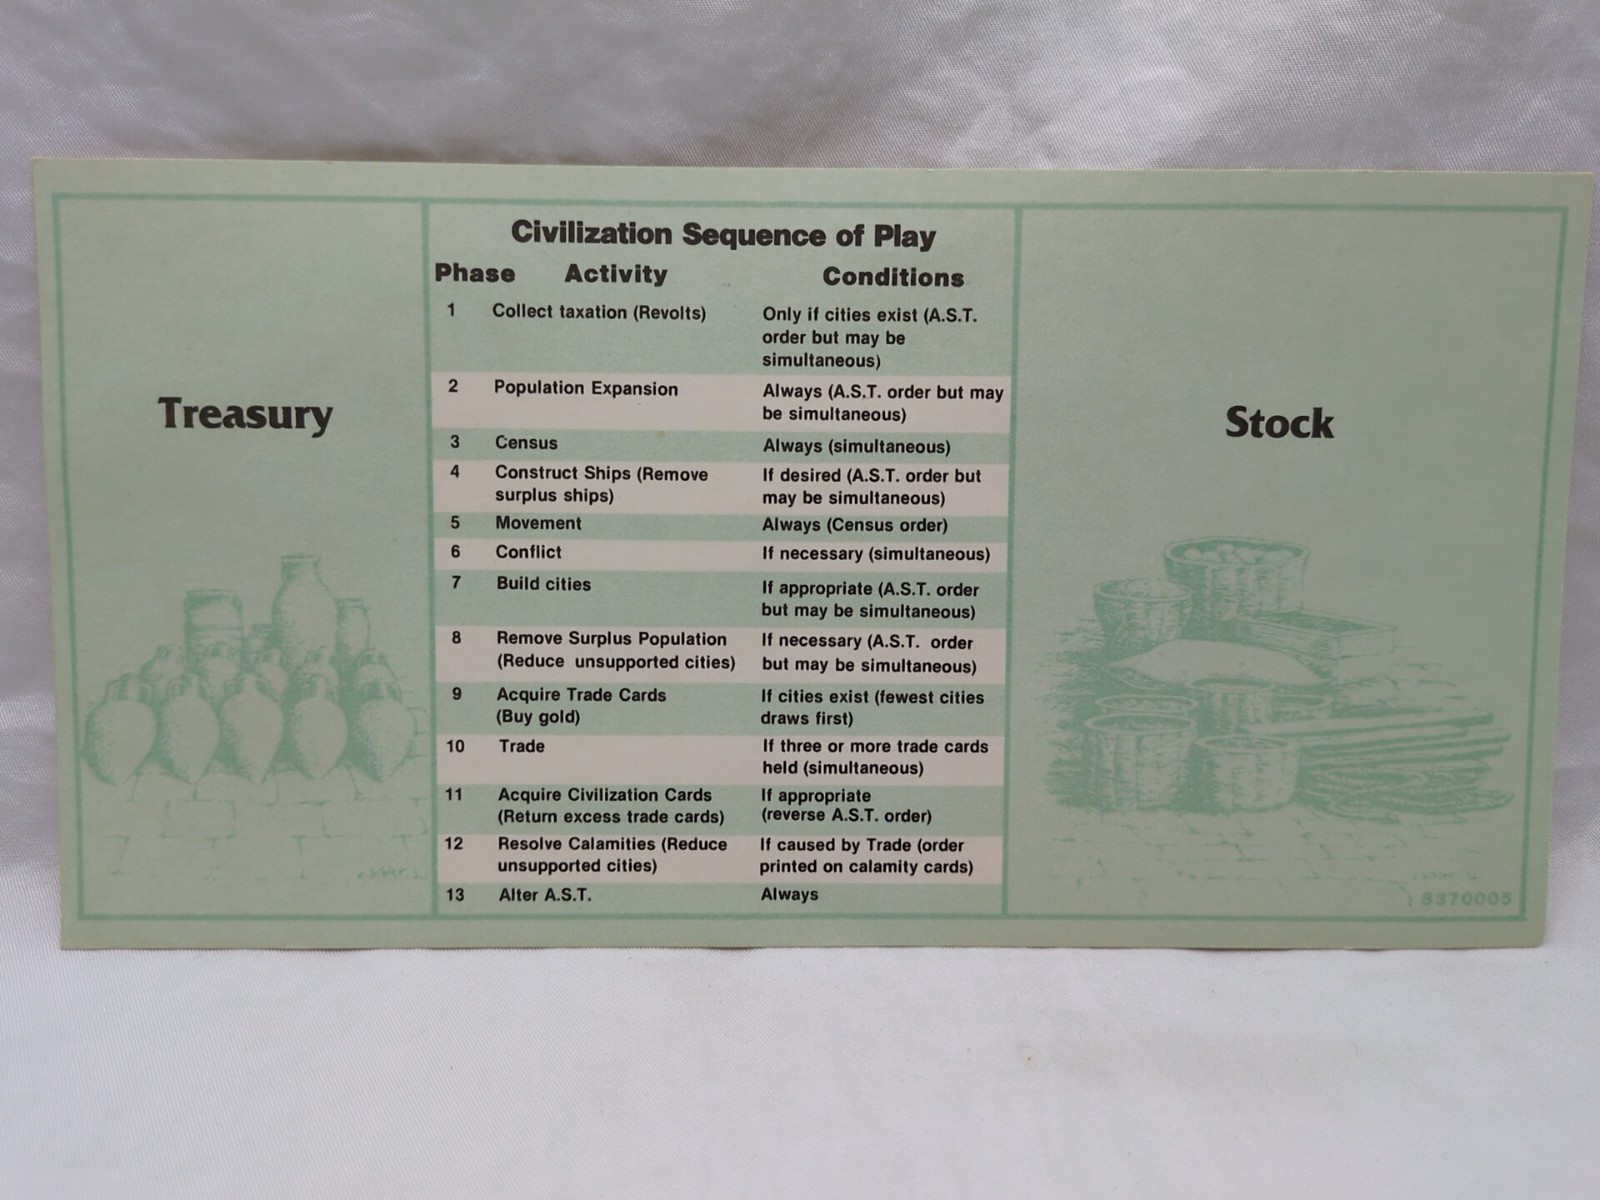 Civilization Sequence of Play
Phase Activity Conditions
1 Collect taxation (Revolts) Only if cities exist (A.S.T.
order but may be
simultaneous)
2 Population Expansion Always (A.S.T. order but may
be simultaneous)
3 Census Always (simultaneous)
4 Construct Ships (Remove If desired (A.S.T. order but
surplus ships) may be simultaneous)
5 Movement Always (Census order)
6 Conflict If necessary (simultaneous)
7 Build cities If appropriate (A.S.T. order
but may be simultaneous)
8 Remove Surplus Population If necessary (A.S.T. order
(Reduce unsupported cities) but may be simultaneous)
9 Acquire Trade Cards If cities exist (fewest cities
(Buy gold) draws first)
10 Trade If three or more trade cards
held (simultaneous)
11 Acquire Civilization Cards If appropriate
(Return excess trade cards) (reverse A.S.T. order)
12 Resolve Calamities (Reduce If caused by Trade (order
unsupported cities) printed on calamity cards)
13 Alter A.S.T. Always
Treasury
Stock
8370005